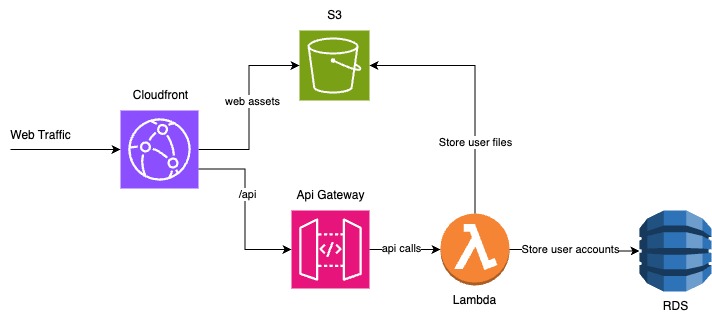 S3
Cloudfront
web assets
Web Traffic
Store user files
/api
Api Gateway
</>
api calls
Store user accounts
Lambda
RDS